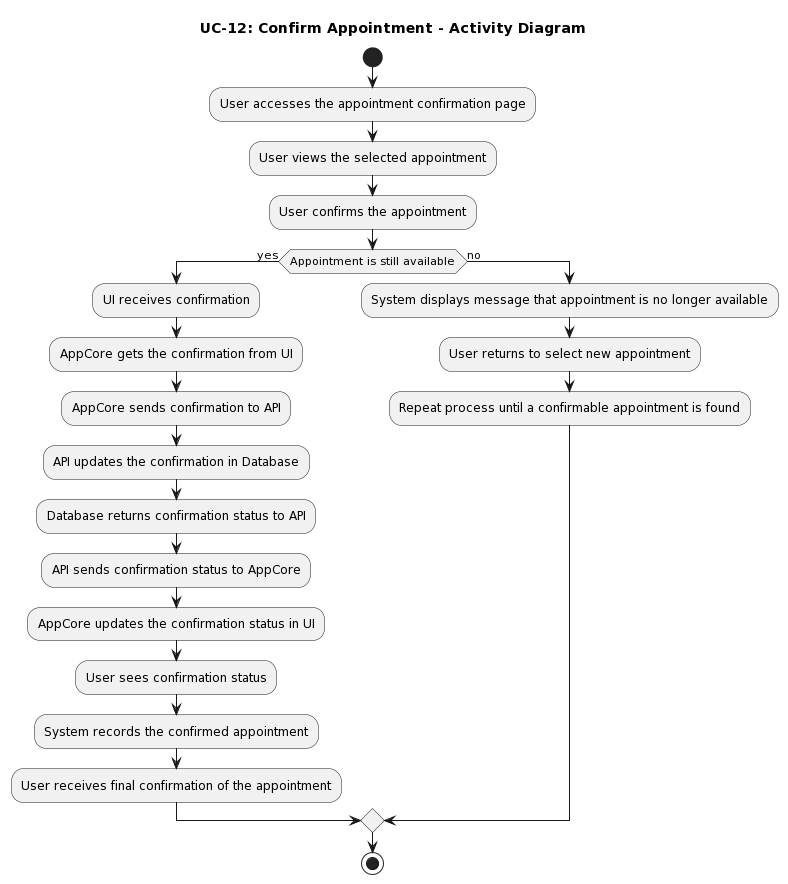 UC-12: Confirm Appointment - Activity Diagram
User accesses the appointment confirmation page
User views the selected appointment
User confirms the appointment
yes
Appointment is still available
no
UI receives confirmation
AppCore gets the confirmation from UI
AppCore sends confirmation to API
API updates the confirmation in Database
Database returns confirmation status to API
API sends confirmation status to AppCore
AppCore updates the confirmation status in UI
User sees confirmation status
System records the confirmed appointment
User receives final confirmation of the appointment
System displays message that appointment is no longer available
User returns to select new appointment
Repeat process until a confirmable appointment is found